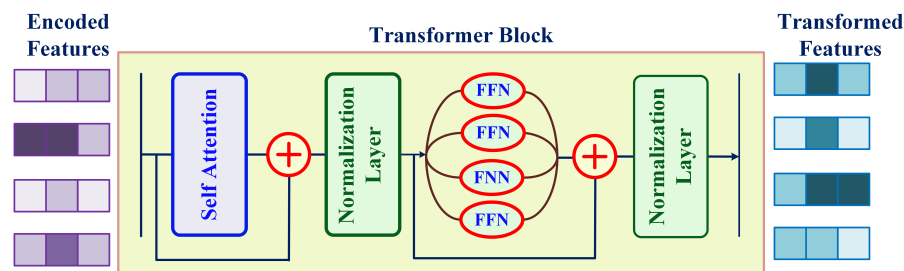 Encoded
Features
Transformer Block
Transformed
Features
Self Attention
Normalization
Layer
FFN
FFN
FNN
FFN
Normalization
Layer